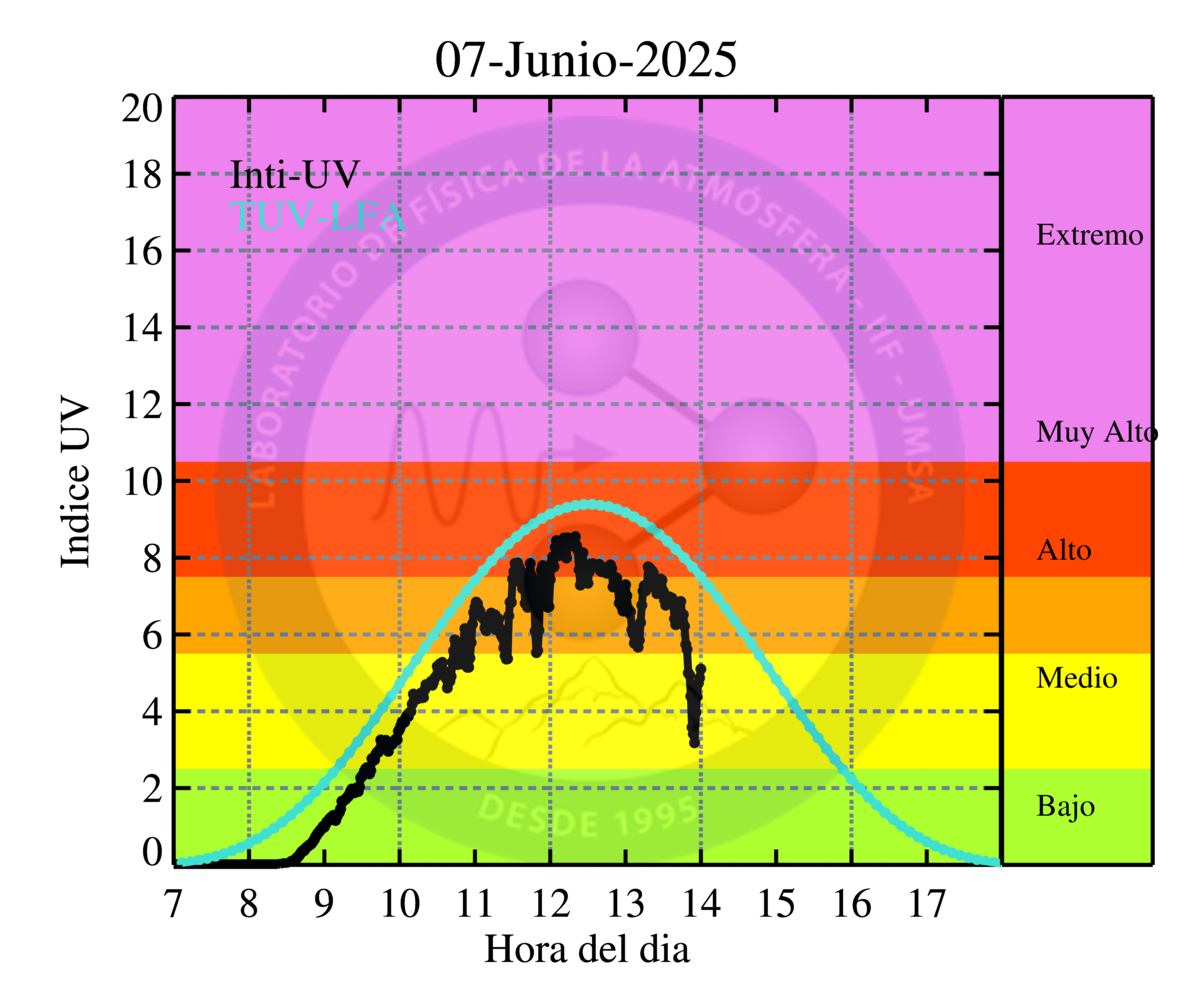 07-Junio-2025
Indice UV
20
18
16
14
12
10
8
6
4
2
0
Inti-UV
TUV-LFA
LABORATORIO DE FÍSICA DE LA ATMÓSFERA - IIF - UMSA
DESDE 1995
Extremo
Muy Alto
Alto
Medio
Bajo
7 8 9 10 11 12 13 14 15 16 17
Hora del dia